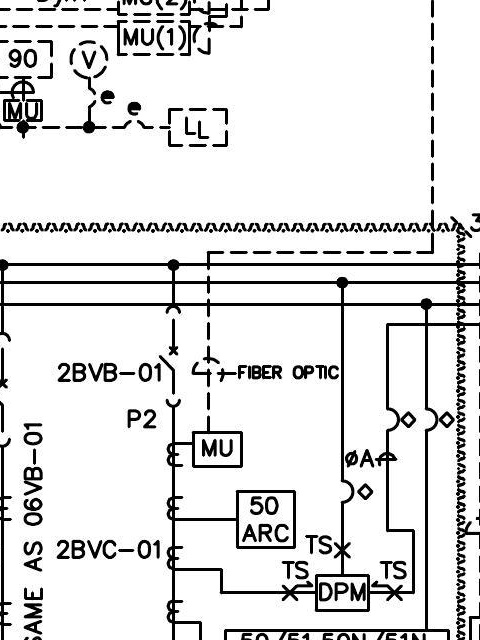 MU(2)
MU(1)
90
V
MU
e
e
LL
3
2BVB-01
FIBER OPTIC
P2
MU
SAME AS 06VB-01
øA
50
ARC
2BVC-01
TS
TS
TS
DPM
50/51 50N/51N